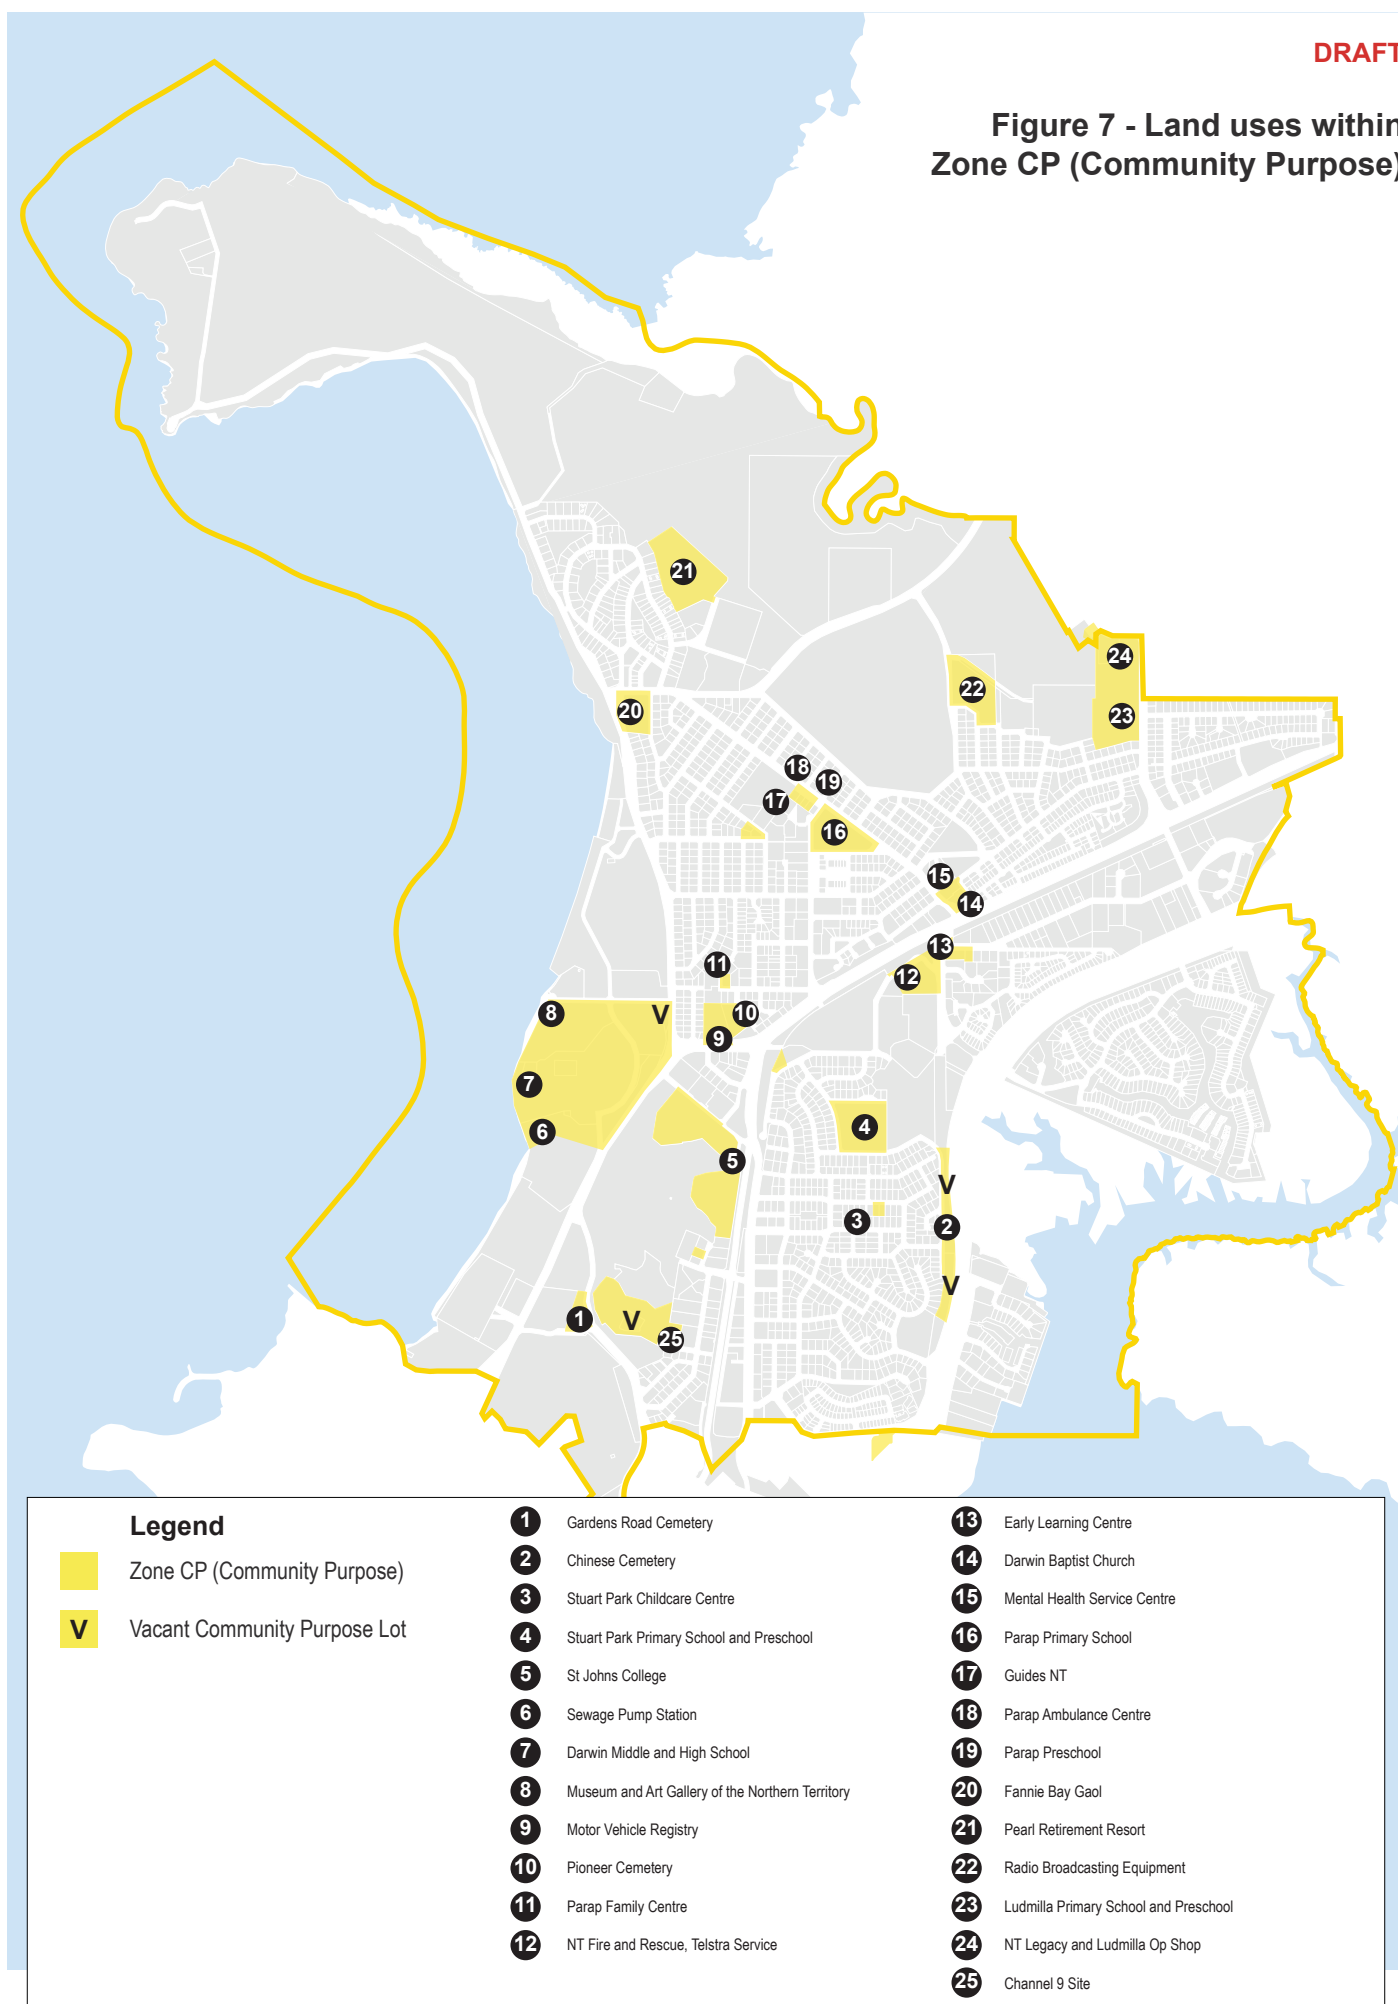 DRAFT
Figure 7 - Land uses within
Zone CP (Community Purpose)
21
24
22
23
20
18
19
17
16
15
14
13
11
12
8
V
10
9
7
4
6
5
V
3
2
V
1
V
25
Legend
Zone CP (Community Purpose)
V Vacant Community Purpose Lot
1 Gardens Road Cemetery
2 Chinese Cemetery
3 Stuart Park Childcare Centre
4 Stuart Park Primary School and Preschool
5 St Johns College
6 Sewage Pump Station
7 Darwin Middle and High School
8 Museum and Art Gallery of the Northern Territory
9 Motor Vehicle Registry
10 Pioneer Cemetery
11 Parap Family Centre
12 NT Fire and Rescue, Telstra Service
13 Early Learning Centre
14 Darwin Baptist Church
15 Mental Health Service Centre
16 Parap Primary School
17 Guides NT
18 Parap Ambulance Centre
19 Parap Preschool
20 Fannie Bay Gaol
21 Pearl Retirement Resort
22 Radio Broadcasting Equipment
23 Ludmilla Primary School and Preschool
24 NT Legacy and Ludmilla Op Shop
25 Channel 9 Site